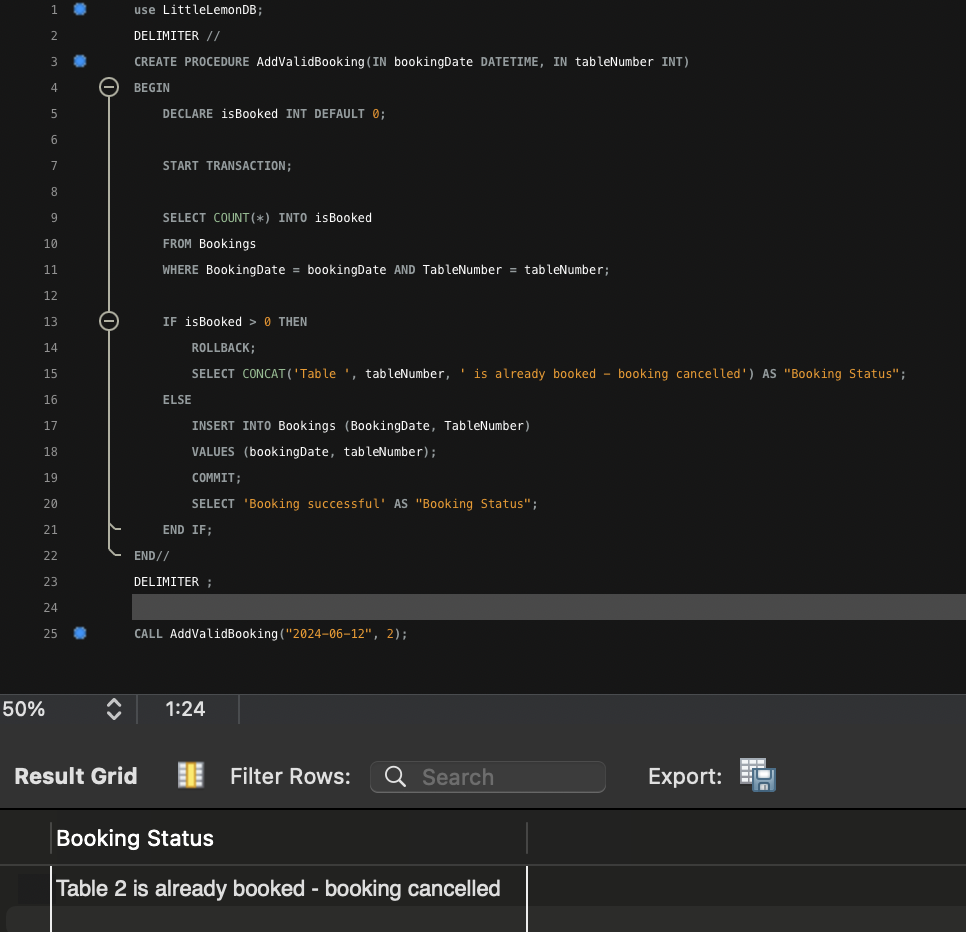 1 use LittleLemonDB;
2 DELIMITER //
3 CREATE PROCEDURE AddValidBooking(IN bookingDate DATETIME, IN tableNumber INT)
4 BEGIN
5 DECLARE isBooked INT DEFAULT 0;
6
7 START TRANSACTION;
8
9 SELECT COUNT(*) INTO isBooked
10 FROM Bookings
11 WHERE BookingDate = bookingDate AND TableNumber = tableNumber;
12
13 IF isBooked > 0 THEN
14 ROLLBACK;
15 SELECT CONCAT('Table ', tableNumber, ' is already booked - booking cancelled') AS "Booking Status";
16 ELSE
17 INSERT INTO Bookings (BookingDate, TableNumber)
18 VALUES (bookingDate, tableNumber);
19 COMMIT;
20 SELECT 'Booking successful' AS "Booking Status";
21 END IF;
22 END//
23 DELIMITER ;
24
25 CALL AddValidBooking("2024-06-12", 2);
50% 1:24
Result Grid Filter Rows: Search Export:
Booking Status
Table 2 is already booked - booking cancelled